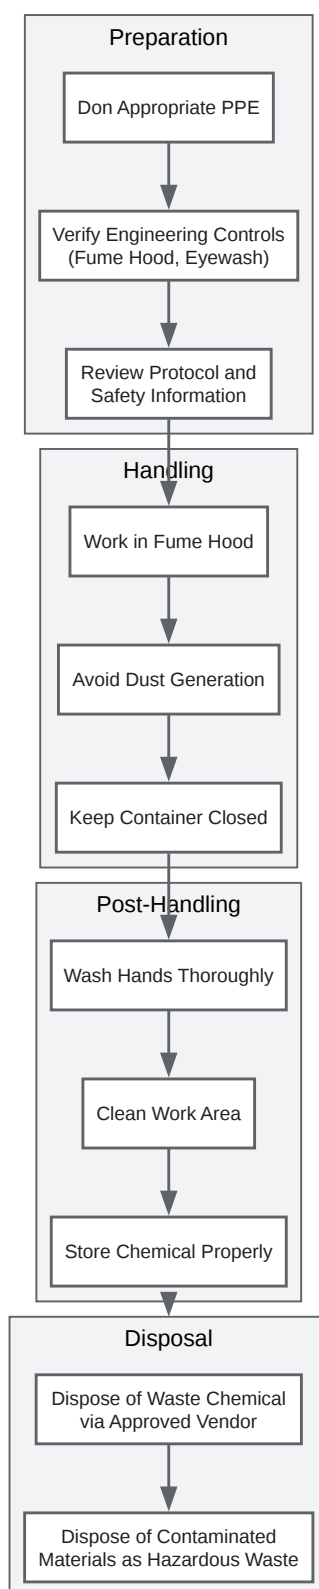 Preparation
Don Appropriate PPE
Verify Engineering Controls
(Fume Hood, Eyewash)
Review Protocol and
Safety Information
Handling
Work in Fume Hood
Avoid Dust Generation
Keep Container Closed
Post-Handling
Wash Hands Thoroughly
Clean Work Area
Store Chemical Properly
Disposal
Dispose of Waste Chemical
via Approved Vendor
Dispose of Contaminated
Materials as Hazardous Waste